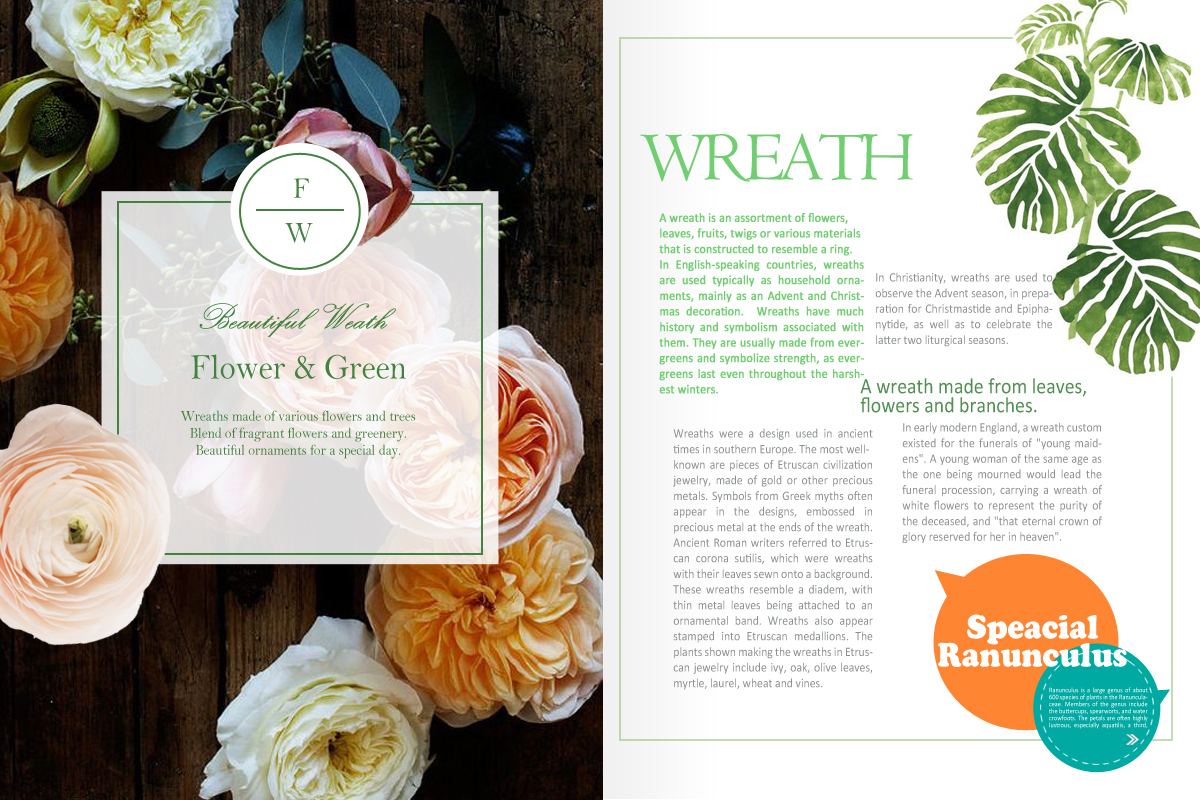 F
W
Beautiful Weath
Flower & Green
Wreaths made of various flowers and trees
Blend of fragrant flowers and greenery.
Beautiful ornaments for a special day.
WREATH
A wreath is an assortment of flowers,
leaves, fruits, twigs or various materials
that is constructed to resemble a ring.
In English-speaking countries, wreaths
are used typically as household orna-
ments, mainly as an Advent and Christ-
mas decoration. Wreaths have much
history and symbolism associated with
them. They are usually made from ever-
greens and symbolize strength, as ever-
greens last even throughout the harsh-
est winters.
Wreaths were a design used in ancient
times in southern Europe. The most well-
known are pieces of Etruscan civilization
jewelry, made of gold or other precious
metals. Symbols from Greek myths often
appear in the designs, embossed in
precious metal at the ends of the wreath.
Ancient Roman writers referred to Etrus-
can corona sutilis, which were wreaths
with their leaves sewn onto a background.
These wreaths resemble a diadem, with
thin metal leaves being attached to an
ornamental band. Wreaths also appear
stamped into Etruscan medallions. The
plants shown making the wreaths in Etrus-
can jewelry include ivy, oak, olive leaves,
myrtle, laurel, wheat and vines.
In Christianity, wreaths are used to
observe the Advent season, in prepa-
ration for Christmastide and Epipha-
nytide, as well as to celebrate the
latter two liturgical seasons.
A wreath made from leaves,
flowers and branches.
In early modern England, a wreath custom
existed for the funerals of "young maid-
ens". A young woman of the same age as
the one being mourned would lead the
funeral procession, carrying a wreath of
white flowers to represent the purity of
the deceased, and "that eternal crown of
glory reserved for her in heaven".
Speacial
Ranunculus
Ranunculus is a large genus of about
600 species of plants in the Ranuncula-
ceae. Members of the genus include
the buttercups, spearworts, and water
crowfoots. The petals are often highly
lustrous, especially aquatilis, a third,